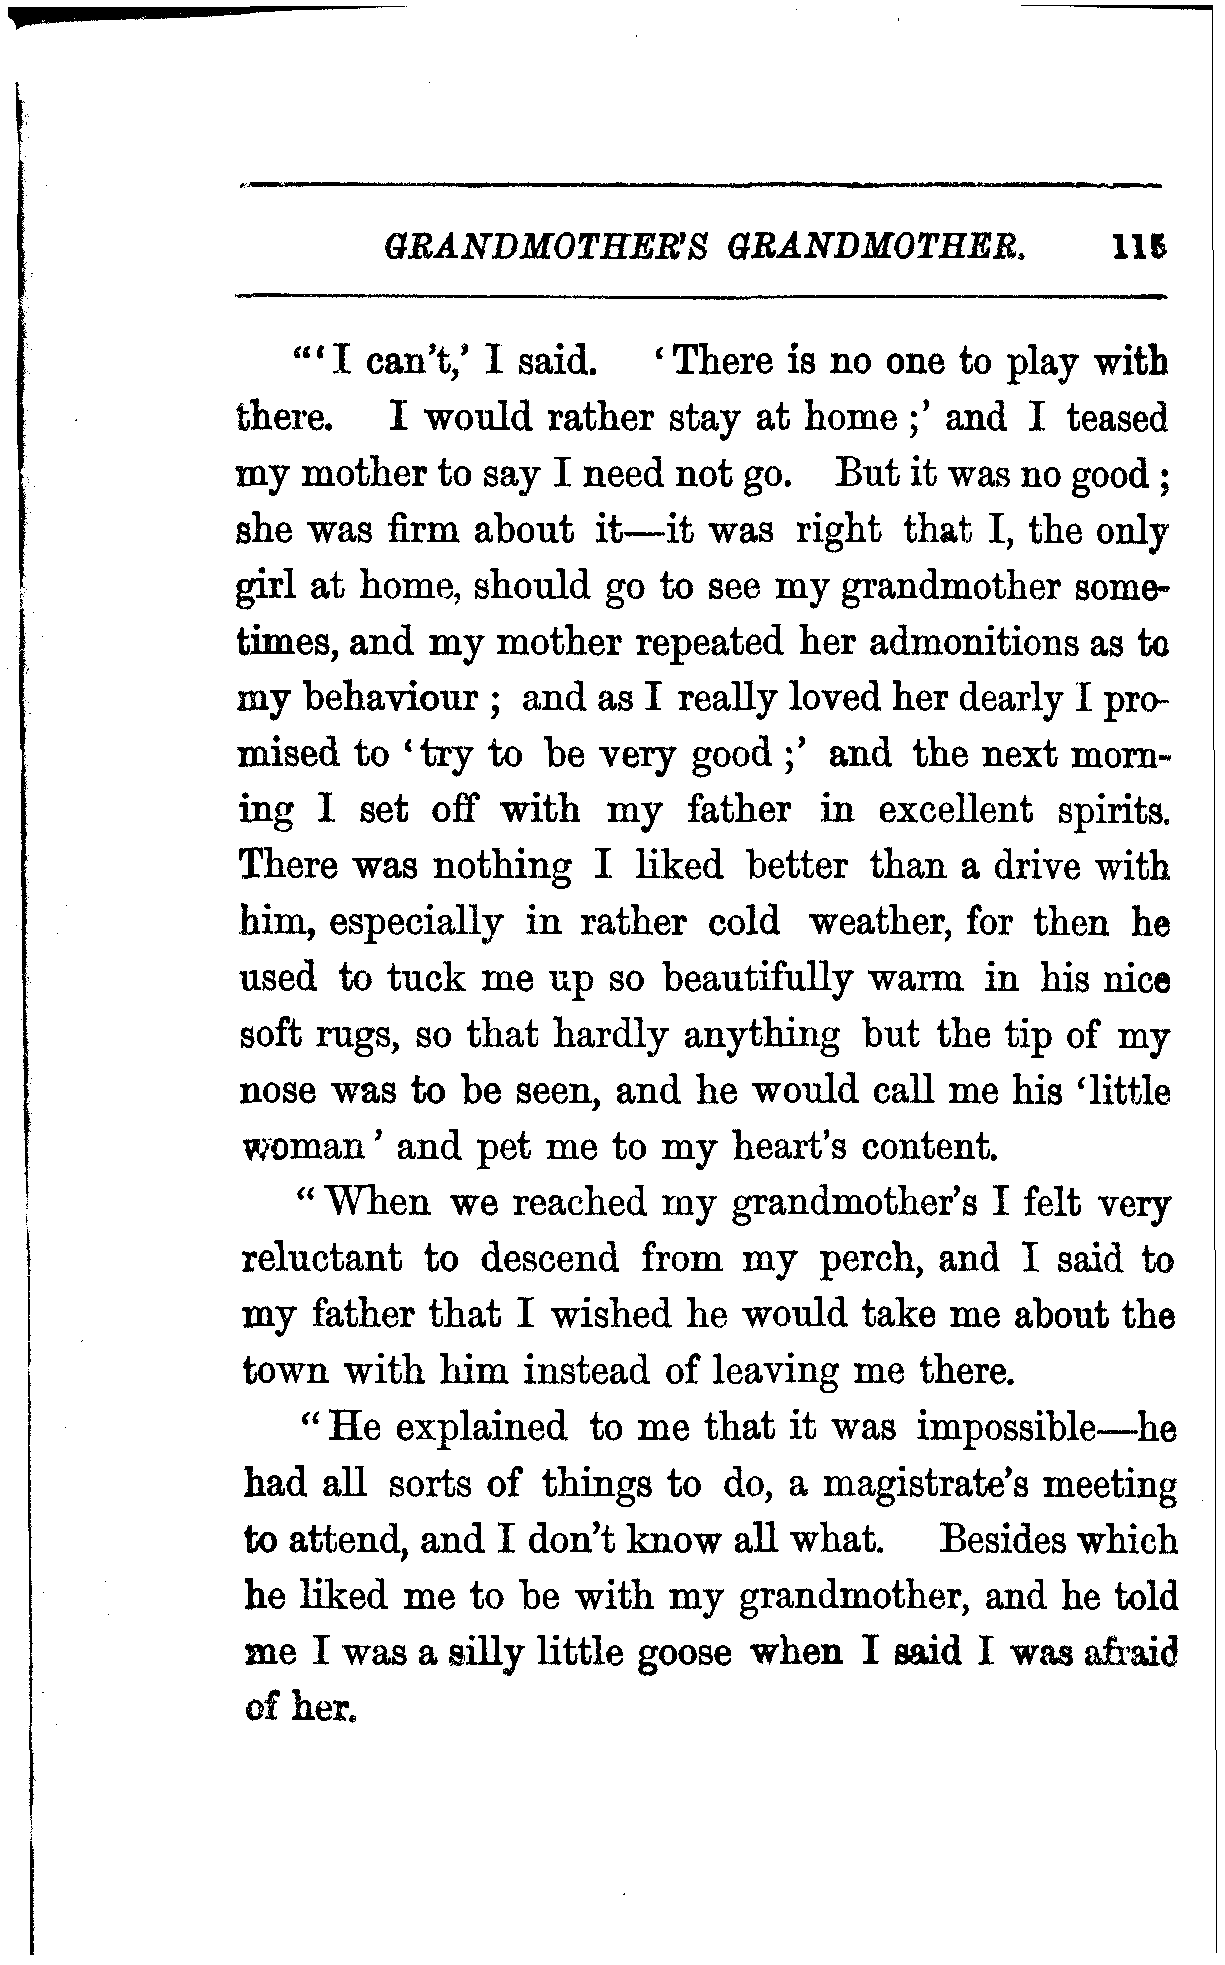 GRANDMOTHER'S GRANDMOTHER. 115
"'I can't,' I said. 'There is no one to play with
there. I would rather stay at home;' and I teased
my mother to say I need not go. But it was no good;
she was firm about it—it was right that I, the only
girl at home, should go to see my grandmother some-
times, and my mother repeated her admonitions as to
my behaviour; and as I really loved her dearly I pro-
mised to 'try to be very good;' and the next morn-
ing I set off with my father in excellent spirits.
There was nothing I liked better than a drive with
him, especially in rather cold weather, for then he
used to tuck me up so beautifully warm in his nice
soft rugs, so that hardly anything but the tip of my
nose was to be seen, and he would call me his 'little
woman' and pet me to my heart's content.
"When we reached my grandmother's I felt very
reluctant to descend from my perch, and I said to
my father that I wished he would take me about the
town with him instead of leaving me there.
"He explained to me that it was impossible—he
had all sorts of things to do, a magistrate's meeting
to attend, and I don't know all what. Besides which
he liked me to be with my grandmother, and he told
me I was a silly little goose when I said I was afraid
of her.